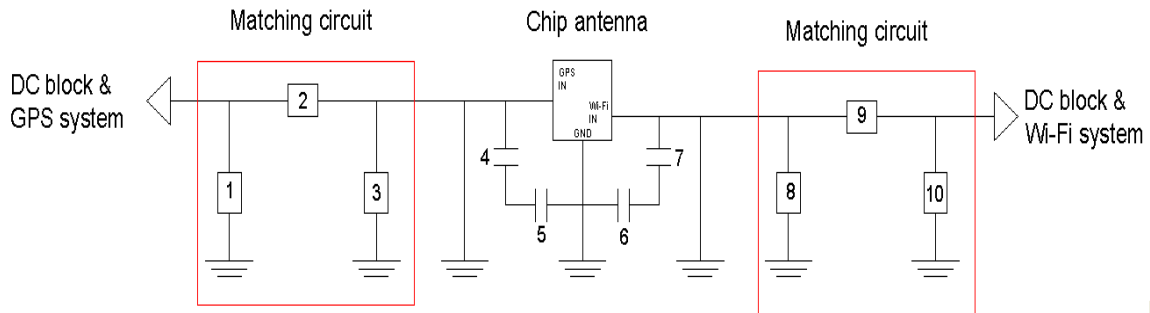 Matching circuit
Chip antenna
Matching circuit
DC block &
GPS system
2
GPS
IN
Wi-Fi
IN
GND
9
DC block &
Wi-Fi system
4
7
1
3
5
6
8
10